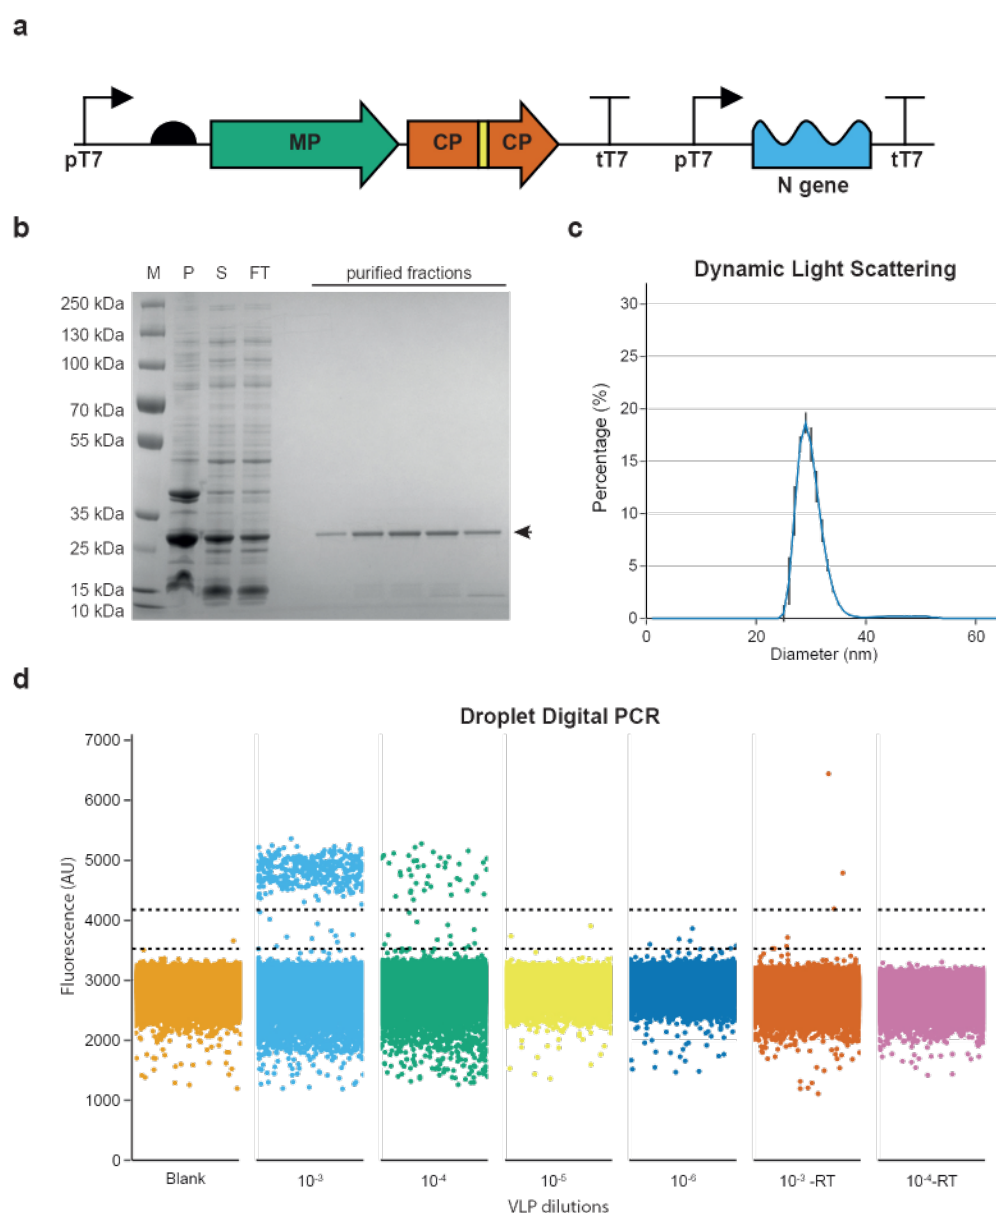 a
MP
CP
CP
pT7
tT7
pT7
tT7
N gene
b
M P S FT
purified fractions
250 kDa
130 kDa
100 kDa
70 kDa
55 kDa
35 kDa
25 kDa
15 kDa
10 kDa
c
Dynamic Light Scattering
Percentage (%)
30
25
20
15
10
5
0
0 20 40 60
Diameter (nm)
d
Droplet Digital PCR
Fluorescence (AU)
7000
6000
5000
4000
3000
2000
1000
0
Blank 10-3 10-4 10-5 10-6 10-3 -RT 10-4-RT
VLP dilutions